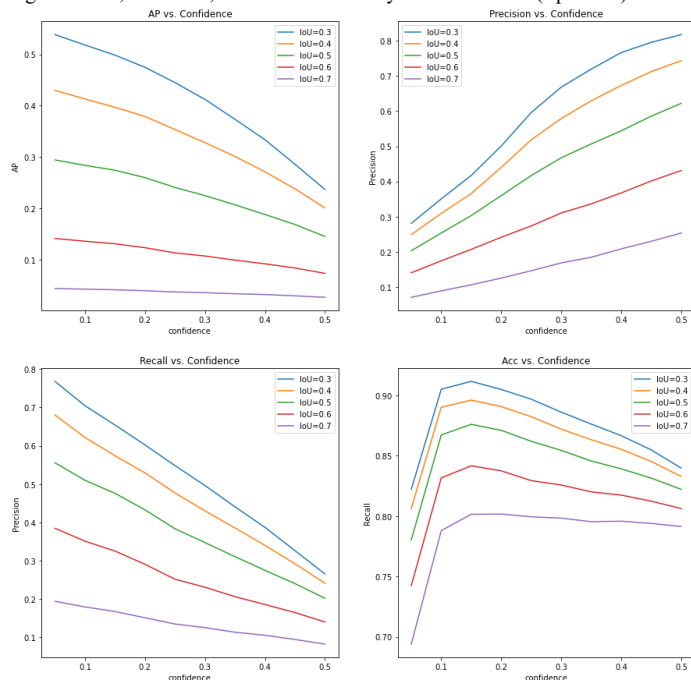 AP vs. Confidence
IoU=0.3
IoU=0.4
IoU=0.5
IoU=0.6
IoU=0.7
0.5
0.4
0.3
0.2
0.1
AP
0.1 0.2 0.3 0.4 0.5
confidence
Precision vs. Confidence
IoU=0.3
IoU=0.4
IoU=0.5
IoU=0.6
IoU=0.7
0.8
0.7
0.6
0.5
0.4
0.3
0.2
0.1
Precision
0.1 0.2 0.3 0.4 0.5
confidence
Recall vs. Confidence
IoU=0.3
IoU=0.4
IoU=0.5
IoU=0.6
IoU=0.7
0.8
0.7
0.6
0.5
0.4
0.3
0.2
0.1
Precision
0.1 0.2 0.3 0.4 0.5
confidence
Acc vs. Confidence
IoU=0.3
IoU=0.4
IoU=0.5
IoU=0.6
IoU=0.7
0.90
0.85
0.80
0.75
0.70
Recall
0.1 0.2 0.3 0.4 0.5
confidence